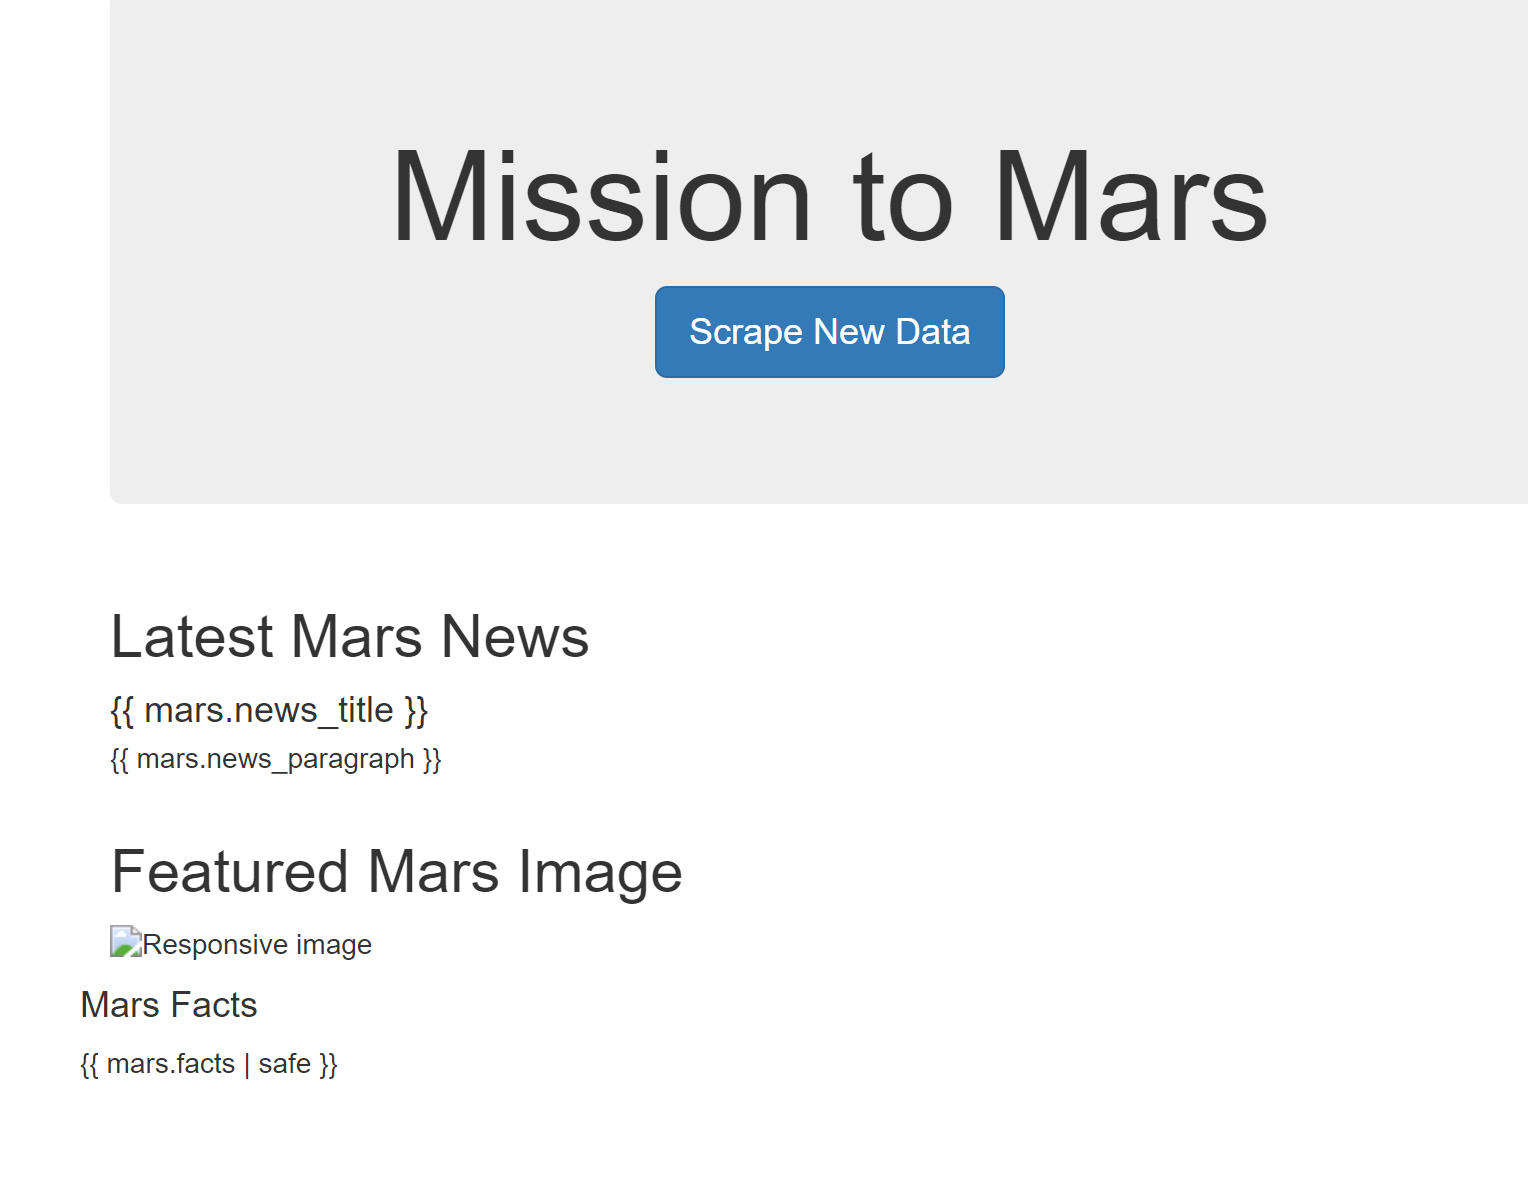 Mission to Mars
Scrape New Data
Latest Mars News
{{ mars.news_title }}
{{ mars.news_paragraph }}
Featured Mars Image
Responsive image
Mars Facts
{{ mars.facts | safe }}